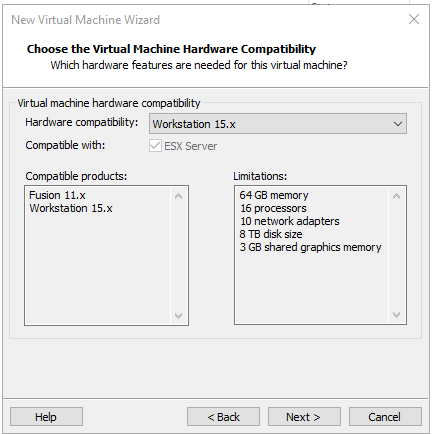 New Virtual Machine Wizard
Choose the Virtual Machine Hardware Compatibility
Which hardware features are needed for this virtual machine?
Virtual machine hardware compatibility
Hardware compatibility: Workstation 15.x
Compatible with: ESX Server
Compatible products:
Fusion 11.x
Workstation 15.x
Limitations:
64 GB memory
16 processors
10 network adapters
8 TB disk size
3 GB shared graphics memory
Help < Back Next > Cancel